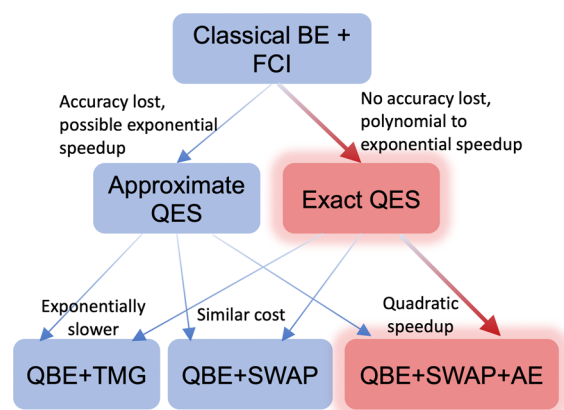 Classical BE +
FCI
Accuracy lost,
possible exponential
speedup
No accuracy lost,
polynomial to
exponential speedup
Approximate
QES
Exact QES
Exponentially
slower
Similar cost
Quadratic
speedup
QBE+TMG
QBE+SWAP
QBE+SWAP+AE